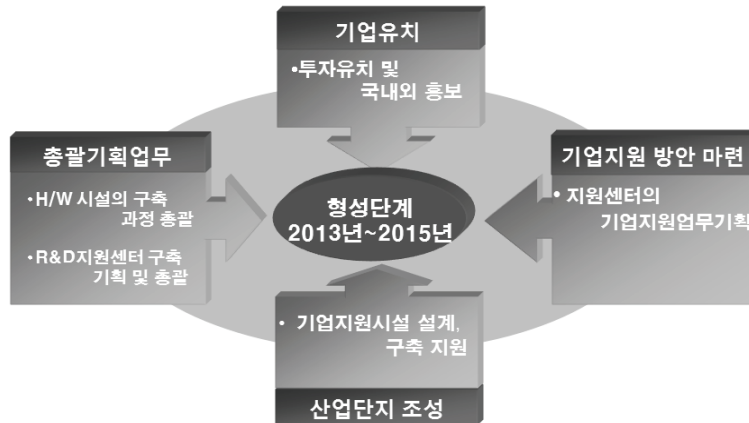 기업유치
•투자유치 및
국내외 홍보
총괄기획업무
•H/W 시설의 구축
과정 총괄
•R&D지원센터 구축
기획 및 총괄
형성단계
2013년~2015년
기업지원 방안 마련
• 지원센터의
기업지원업무기획
• 기업지원시설 설계,
구축 지원
산업단지 조성